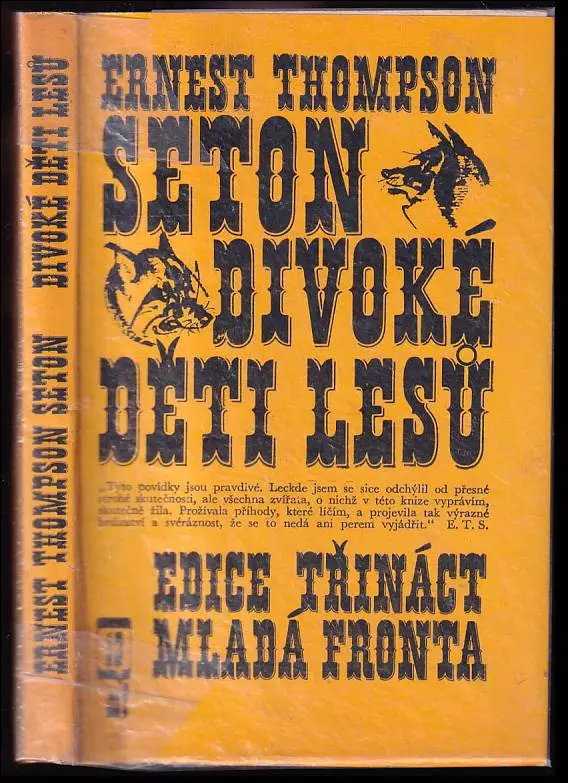 ERNEST THOMPSON SETON DIVOKÉ DĚTI LESŮ
ERNEST THOMPSON
SETON
DIVOKÉ
DĚTI LESŮ
„Tyto povídky jsou pravdivé. Leckde jsem se sice odchýlil od přesné
strohé skutečnosti, ale všechna zvířata, o nichž v této knize vyprávím,
skutečně žila. Prožívala příhody, které líčím, a projevila tak výrazné
hrdinství a svéráznost, že se to nedá ani perem vyjádřit.“ E. T. S.
EDICE TŘINÁCT
MLADÁ FRONTA